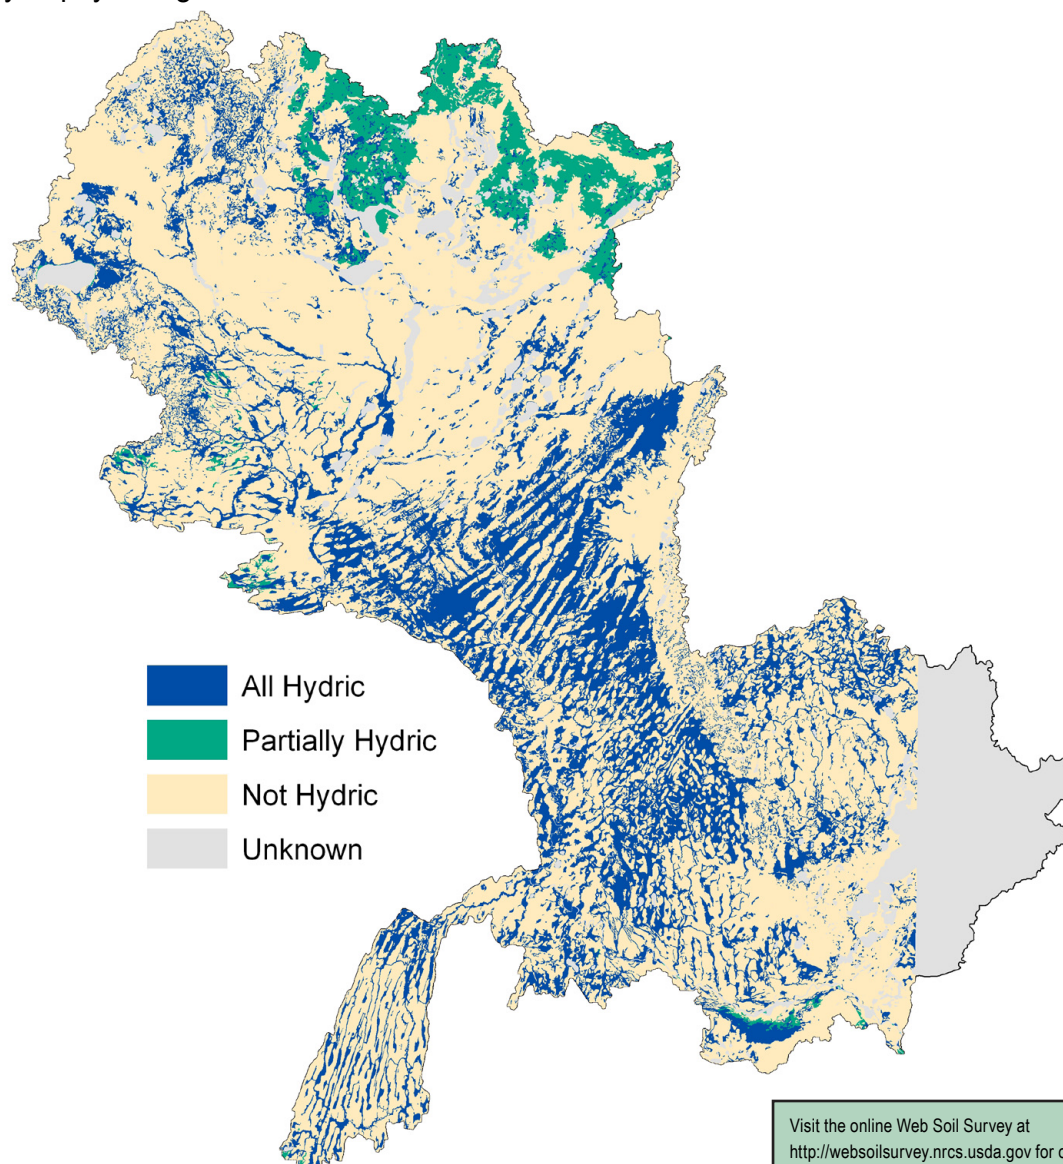 All Hydric
Partially Hydric
Not Hydric
Unknown
Visit the online Web Soil Survey at
http://websoilsurvey.nrcs.usda.gov for